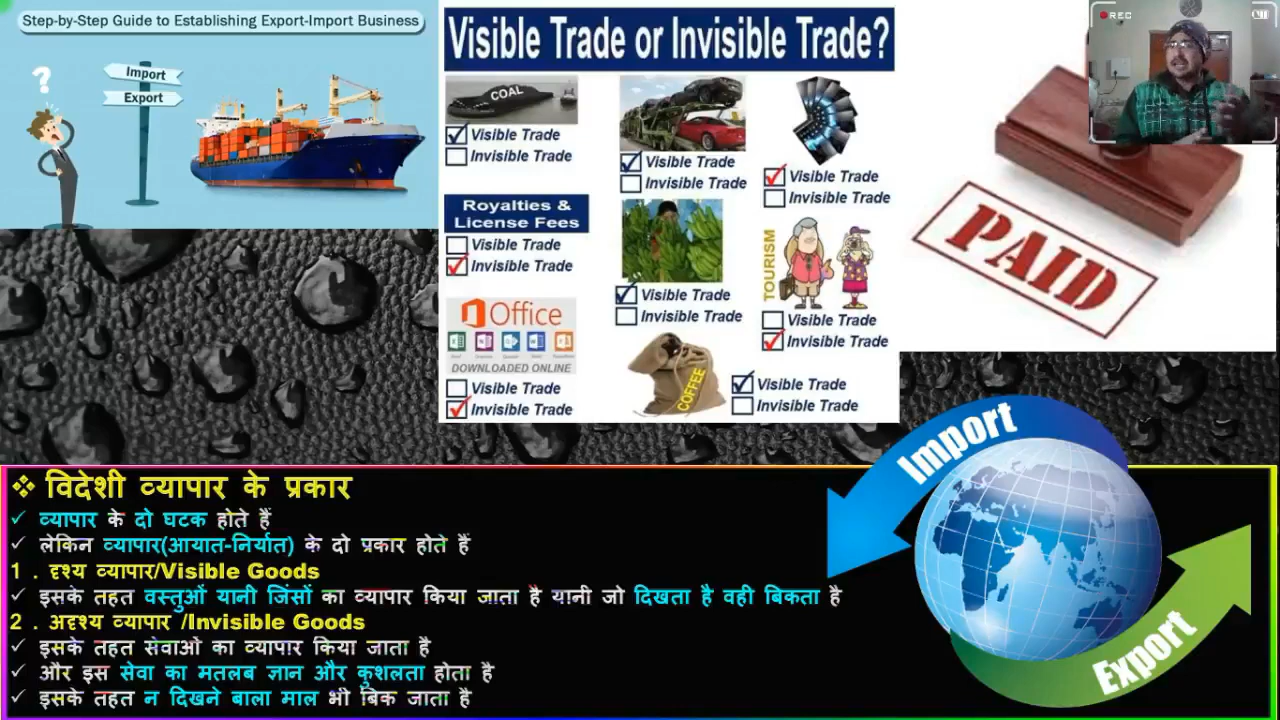 Step-by-Step Guide to Establishing Export-Import Business
?
Import
Export
Visible Trade or Invisible Trade?
COAL
Visible Trade
Invisible Trade
Royalties &
License Fees
Visible Trade
Invisible Trade
Office
DOWNLOADED ONLINE
Visible Trade
Invisible Trade
Visible Trade
Invisible Trade
Visible Trade
Invisible Trade
COFFEE
Visible Trade
Invisible Trade
Visible Trade
Invisible Trade
TOURISM
Visible Trade
Invisible Trade
PAID
REC
❖ विदेशी व्यापार के प्रकार
✓ व्यापार के दो घटक होते हैं
✓ लेकिन व्यापार(आयात-निर्यात) के दो प्रकार होते हैं
1 . दृश्य व्यापार/Visible Goods
✓ इसके तहत वस्तुओं यानी जिंसों का व्यापार किया जाता है यानी जो दिखता है वही बिकता है
2 . अदृश्य व्यापार /Invisible Goods
✓ इसके तहत सेवाओं का व्यापार किया जाता है
✓ और इस सेवा का मतलब ज्ञान और कुशलता होता है
✓ इसके तहत न दिखने बाला माल भी बिक जाता है
Import
Export